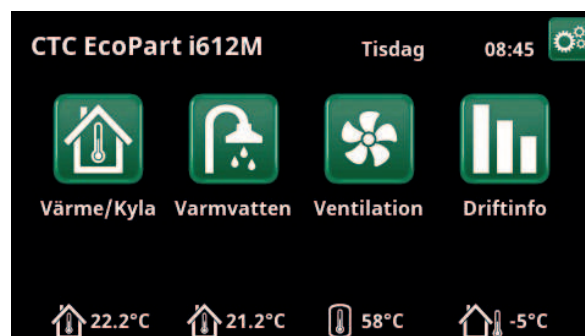 CTC EcoPart i612M Tisdag 08:45
Värme/Kyla Varmvatten Ventilation Driftinfo
22.2°C 21.2°C 58°C -5°C